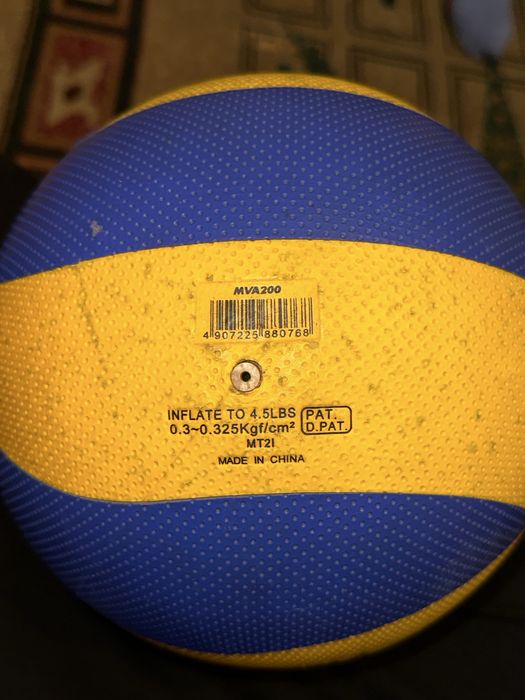 MVA200
4 907225 880768
INFLATE TO 4.5LBS PAT.
0.3~0.325Kgf/cm² D.PAT.
MT2I
MADE IN CHINA